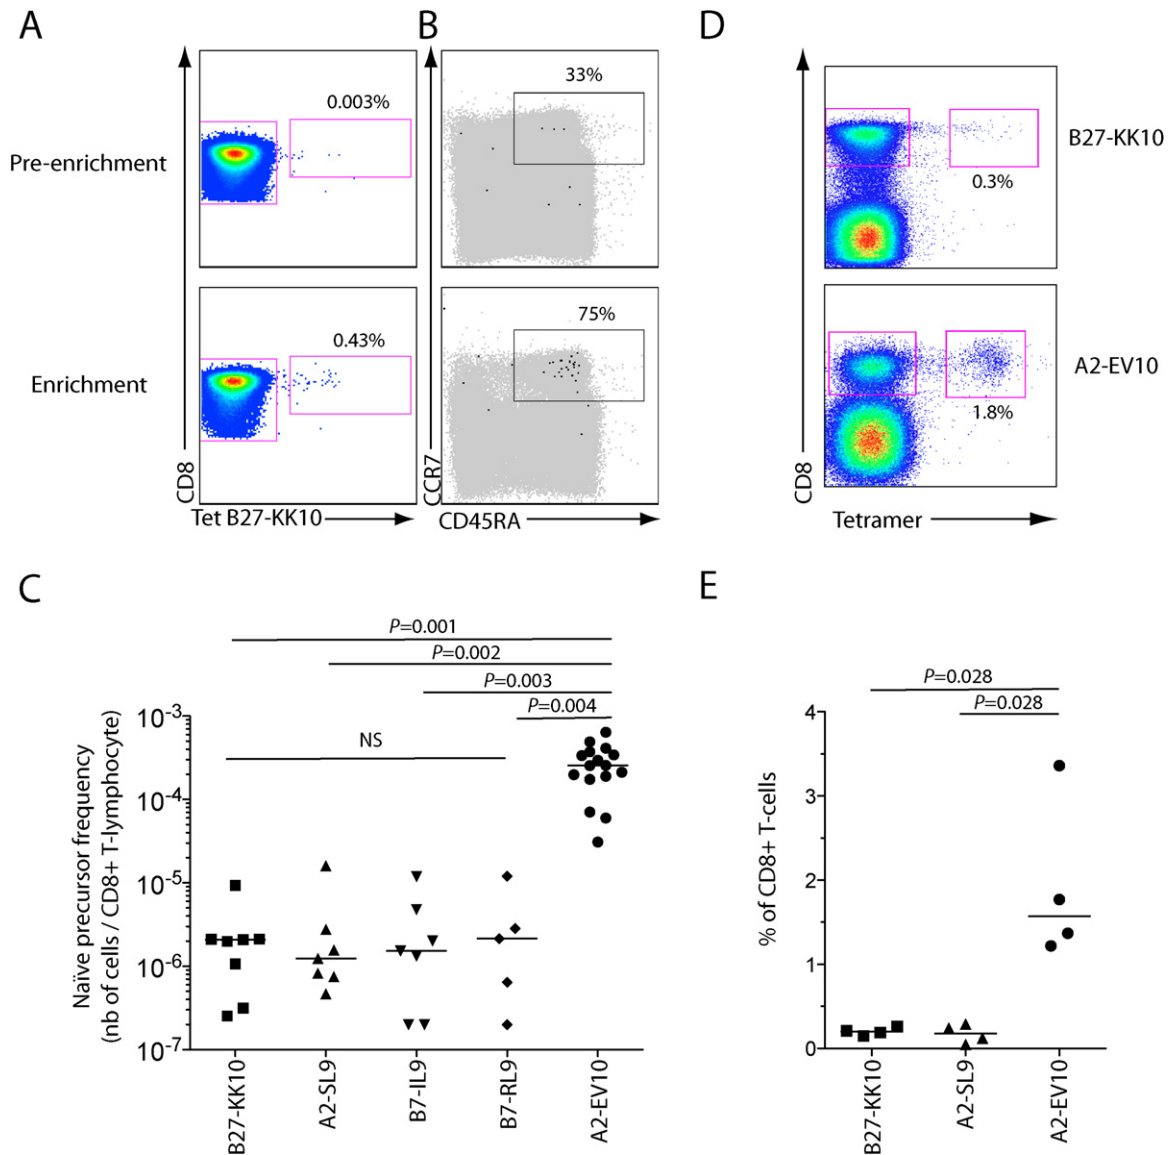 A
B
D
0.003%
33%
Pre-enrichment
B27-KK10
0.3%
0.43%
75%
Enrichment
A2-EV10
1.8%
CD8
CCR7
CD8
Tet B27-KK10
CD45RA
Tetramer
C
E
P=0.001
P=0.002
P=0.003
P=0.004
NS
Naïve precursor frequency
(nb of cells / CD8+ T-lymphocyte)
10-3
10-4
10-5
10-6
10-7
B27-KK10
A2-SL9
B7-IL9
B7-RL9
A2-EV10
P=0.028
P=0.028
% of CD8+ T-cells
4
3
2
1
0
B27-KK10
A2-SL9
A2-EV10